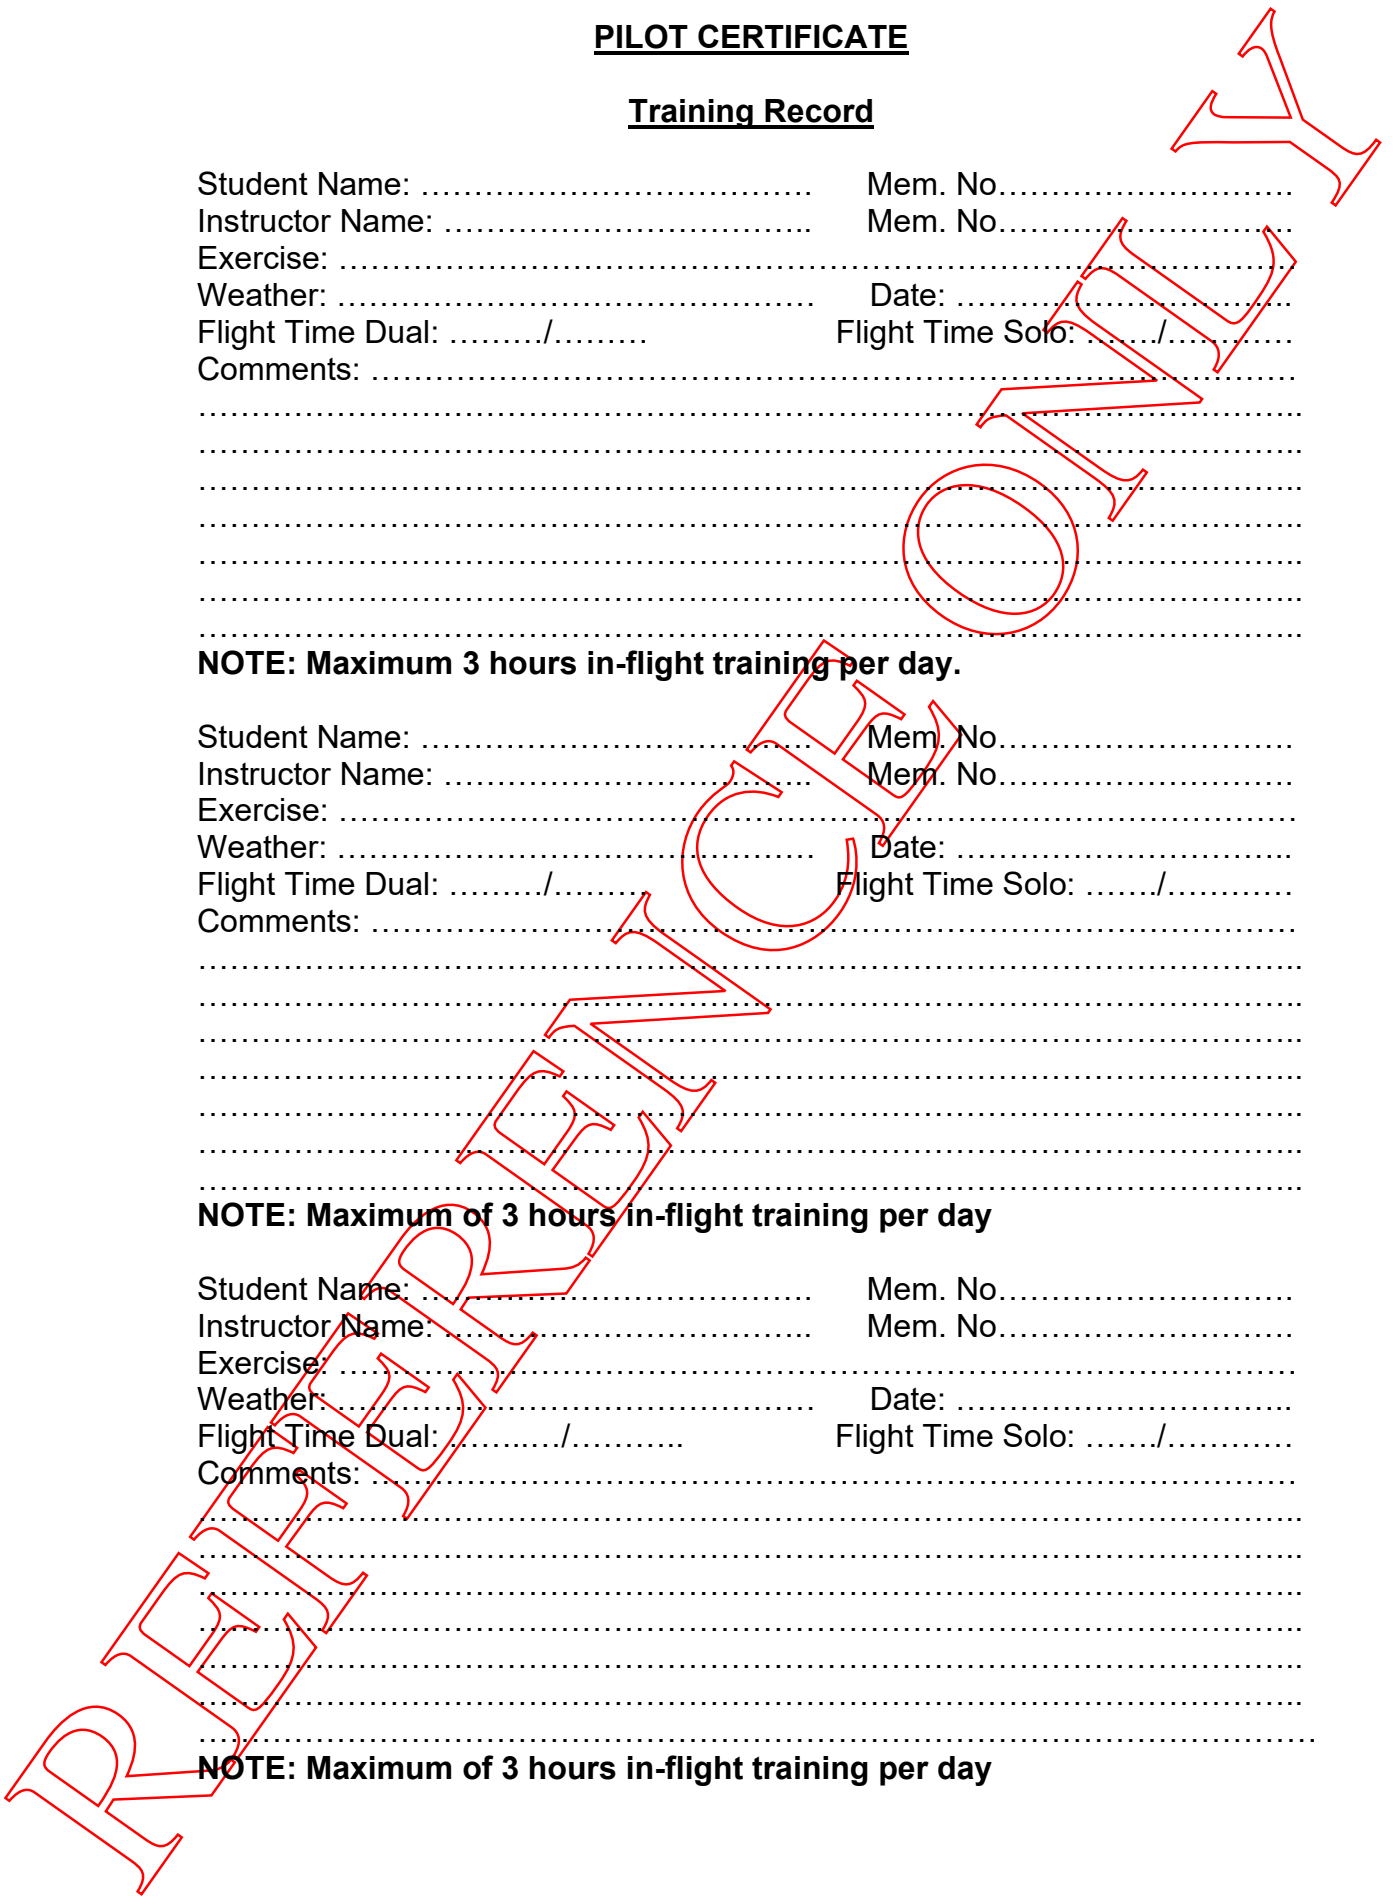 PILOT CERTIFICATE
Training Record
Student Name: ………………………………. Mem. No……………………….
Instructor Name: …………………………….. Mem. No……………………….
Exercise: ……………………………………………………………………………….
Weather: ………………………………………. Date: …………………………..
Flight Time Dual: ………/………. Flight Time Solo: ……./…………
Comments: …………………………………………………………………………….
…………………………………………………………………………………………..
…………………………………………………………………………………………..
…………………………………………………………………………………………..
…………………………………………………………………………………………..
…………………………………………………………………………………………..
…………………………………………………………………………………………..
…………………………………………………………………………………………..
NOTE: Maximum 3 hours in-flight training per day.
Student Name: ………………………………. Mem. No……………………….
Instructor Name: …………………………….. Mem. No……………………….
Exercise: ……………………………………………………………………………….
Weather: ………………………………………. Date: …………………………..
Flight Time Dual: ………/………. Flight Time Solo: ……./…………
Comments: …………………………………………………………………………….
…………………………………………………………………………………………..
…………………………………………………………………………………………..
…………………………………………………………………………………………..
…………………………………………………………………………………………..
…………………………………………………………………………………………..
…………………………………………………………………………………………..
…………………………………………………………………………………………..
NOTE: Maximum of 3 hours in-flight training per day
Student Name: ………………………………. Mem. No……………………….
Instructor Name: ……………………………… Mem. No……………………….
Exercise: ……………………………………………………………………………….
Weather: ………………………………………. Date: …………………………..
Flight Time Dual: ……..…/……….. Flight Time Solo: ……./…………
Comments: …………………………………………………………………………….
…………………………………………………………………………………………..
…………………………………………………………………………………………..
…………………………………………………………………………………………..
…………………………………………………………………………………………..
…………………………………………………………………………………………..
…………………………………………………………………………………………..
…………………………………………………………………………………………….
NOTE: Maximum of 3 hours in-flight training per day
REFERENCE ONLY